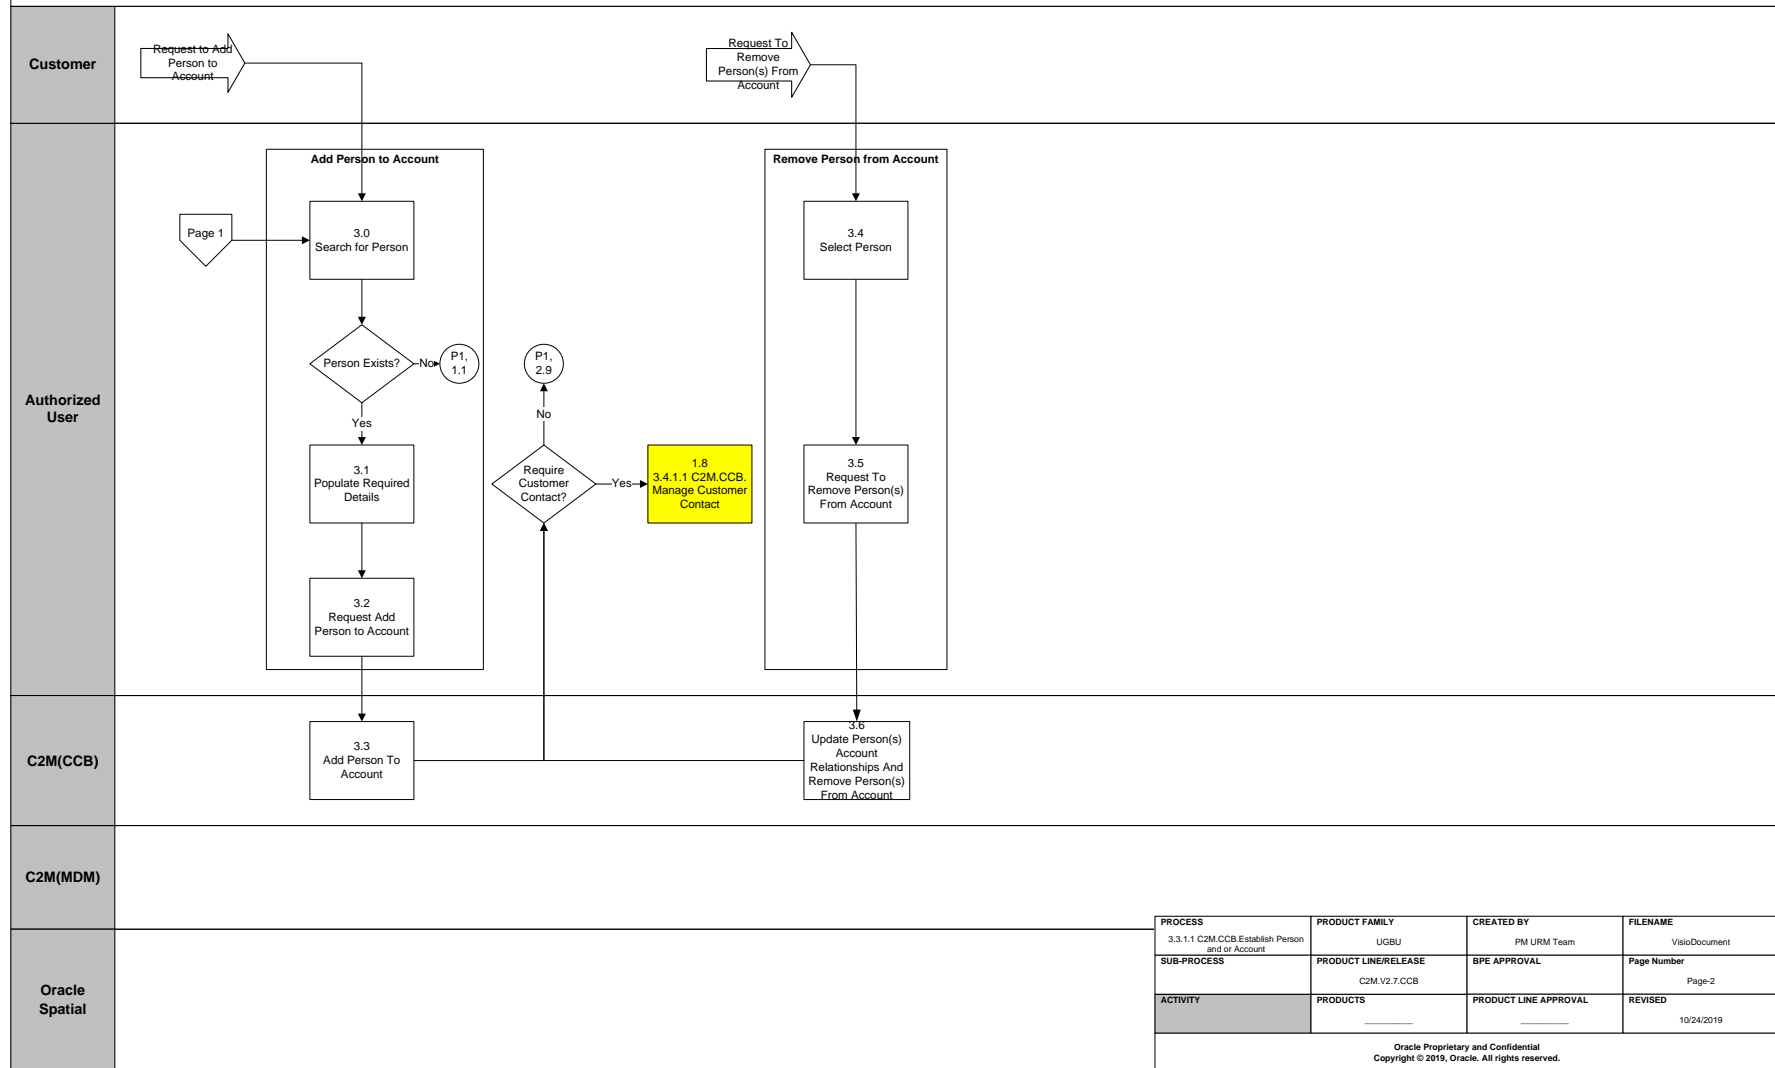 Customer
Request to Add
Person to
Account
Request To
Remove
Person(s) From
Account
Authorized
User
Add Person to Account
Remove Person from Account
Page 1
3.0
Search for Person
3.4
Select Person
Person Exists?
No
P1,
1.1
P1,
2.9
Yes
No
3.1
Populate Required
Details
Require
Customer
Contact?
Yes
1.8
3.4.1.1 C2M.CCB.
Manage Customer
Contact
3.5
Request To
Remove Person(s)
From Account
3.2
Request Add
Person to Account
C2M(CCB)
3.3
Add Person To
Account
3.6
Update Person(s)
Account
Relationships And
Remove Person(s)
From Account
C2M(MDM)
Oracle
Spatial
PROCESS
3.3.1.1 C2M.CCB.Establish Person
and or Account
PRODUCT FAMILY
UGBU
CREATED BY
PM URM Team
FILENAME
VisioDocument
SUB-PROCESS
PRODUCT LINE/RELEASE
C2M.V2.7.CCB
BPE APPROVAL
Page Number
Page-2
ACTIVITY
PRODUCTS
PRODUCT LINE APPROVAL
REVISED
10/24/2019
Oracle Proprietary and Confidential
Copyright © 2019, Oracle. All rights reserved.